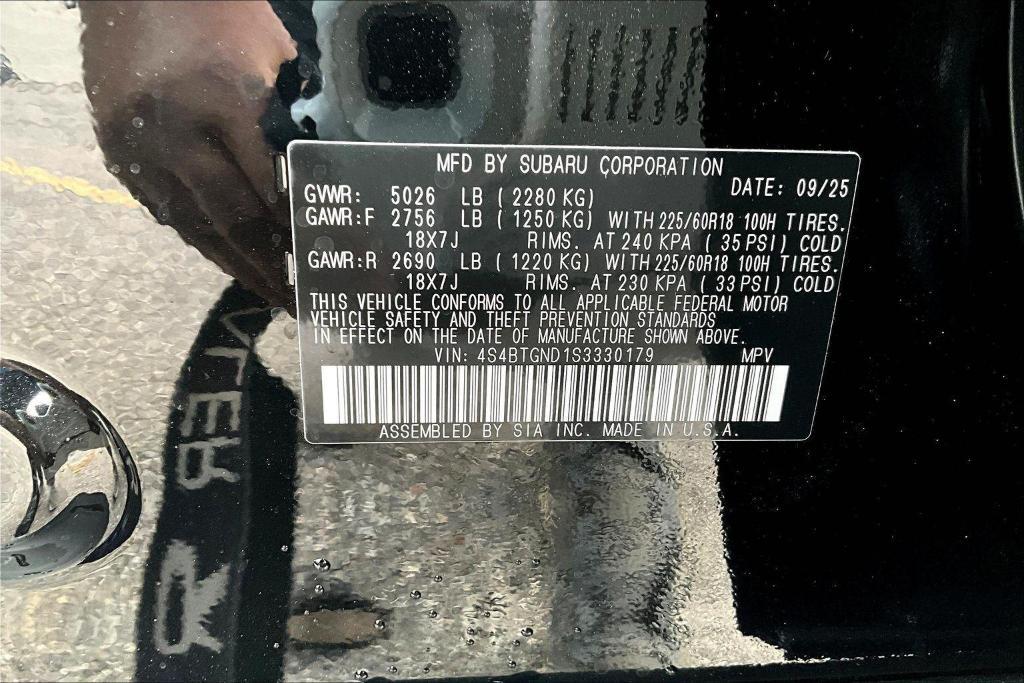 MFD BY SUBARU CORPORATION
DATE: 09/25
GVWR: 5026 LB ( 2280 KG)
GAWR:F 2756 LB ( 1250 KG) WITH 225/60R18 100H TIRES.
18X7J RIMS. AT 240 KPA ( 35 PSI) COLD
GAWR:R 2690 LB ( 1220 KG) WITH 225/60R18 100H TIRES.
18X7J RIMS. AT 230 KPA ( 33 PSI) COLD
THIS VEHICLE CONFORMS TO ALL APPLICABLE FEDERAL MOTOR
VEHICLE SAFETY AND THEFT PREVENTION STANDARDS
IN EFFECT ON THE DATE OF MANUFACTURE SHOWN ABOVE.
VIN: 4S4BTGND1S3330179 MPV
ASSEMBLED BY SIA INC. MADE IN U.S.A.